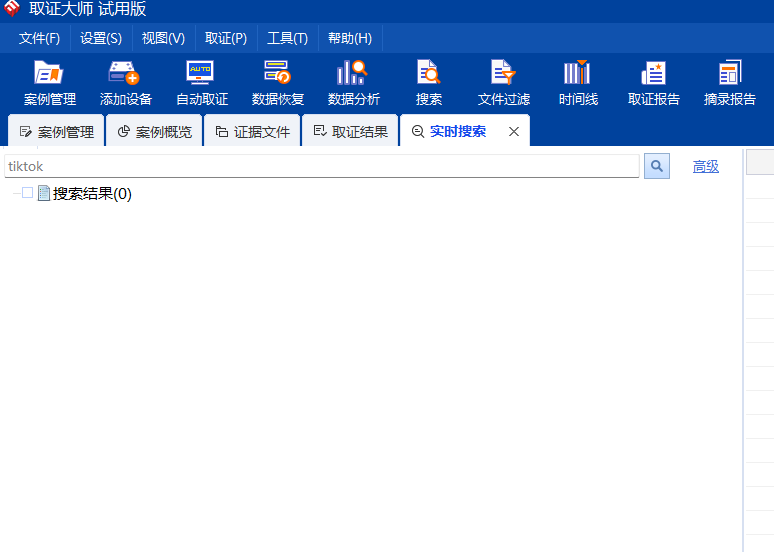 取证大师 试用版
文件(F) 设置(S) 视图(V) 取证(P) 工具(T) 帮助(H)
AUTO
案例管理 添加设备 自动取证 数据恢复 数据分析 搜索 文件过滤 时间线 取证报告 摘录报告
案例管理 案例概览 证据文件 取证结果 实时搜索
tiktok 高级
搜索结果(0)